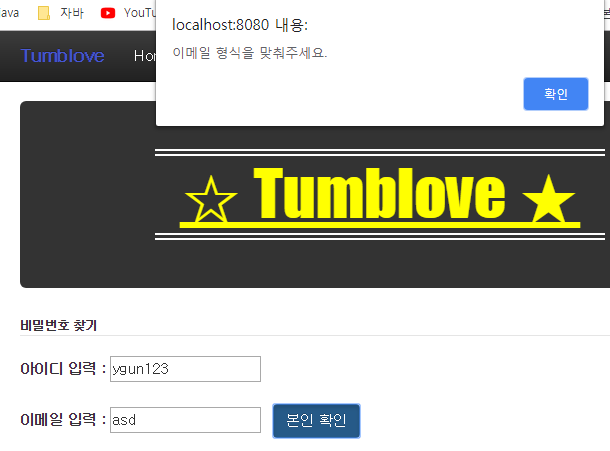 ava 자바 YouTu
localhost:8080 내용:
이메일 형식을 맞춰주세요.
확인
Tumblove Hor
☆ Tumblove ★
비밀번호 찾기
아이디 입력 : ygun123
이메일 입력 : asd 본인 확인